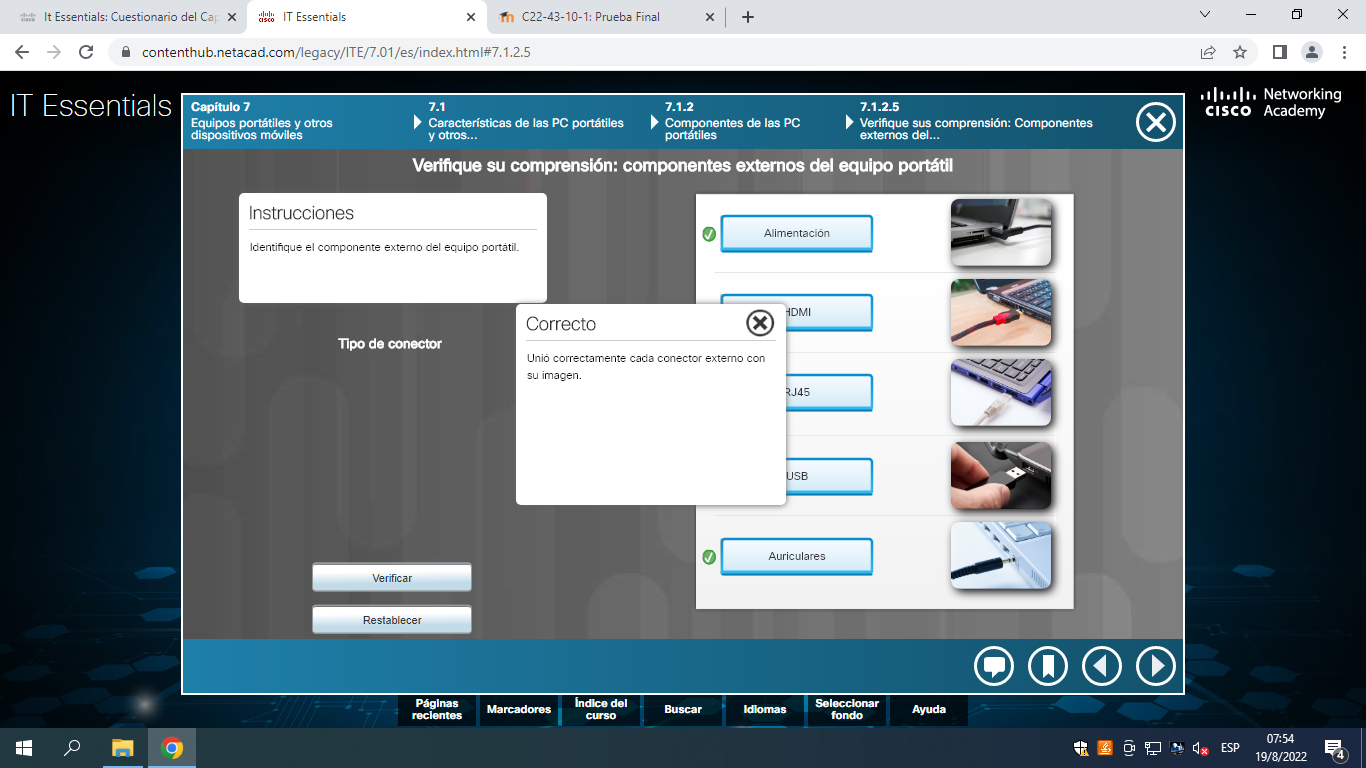 It Essentials: Cuestionario del Cap
IT Essentials
C22-43-10-1: Prueba Final
contenthub.netacad.com/legacy/ITE/7.01/es/index.html#7.1.2.5
IT Essentials
Capítulo 7
Equipos portátiles y otros
dispositivos móviles
7.1
Características de las PC portátiles
y otros...
7.1.2
Componentes de las PC
portátiles
7.1.2.5
Verifique sus comprensión: Componentes
externos del...
CISCO
Networking
Academy
Verifique su comprensión: componentes externos del equipo portátil
Instrucciones
Identifique el componente externo del equipo portátil.
Tipo de conector
Alimentación
HDMI
RJ45
USB
Auriculares
Correcto
Unió correctamente cada conector externo con
su imagen.
Verificar
Restablecer
Páginas
recientes
Marcadores
Índice del
curso
Buscar
Idiomas
Seleccionar
fondo
Ayuda
ESP
07:54
19/8/2022
4